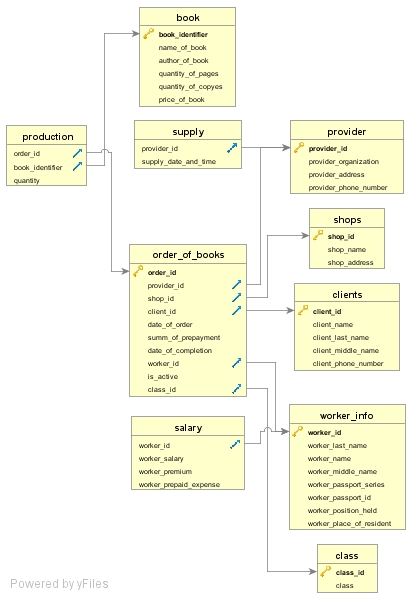 book
book_identifier
name_of_book
author_of_book
quantity_of_pages
quantity_of_copyes
price_of_book
production
order_id
book_identifier
quantity
supply
provider_id
supply_date_and_time
provider
provider_id
provider_organization
provider_address
provider_phone_number
shops
shop_id
shop_name
shop_address
order_of_books
order_id
provider_id
shop_id
client_id
date_of_order
summ_of_prepayment
date_of_completion
worker_id
is_active
class_id
clients
client_id
client_name
client_last_name
client_middle_name
client_phone_number
salary
worker_id
worker_salary
worker_premium
worker_prepaid_expense
worker_info
worker_id
worker_last_name
worker_name
worker_middle_name
worker_passport_series
worker_passport_id
worker_position_held
worker_place_of_resident
class
class_id
class
Powered by yFiles